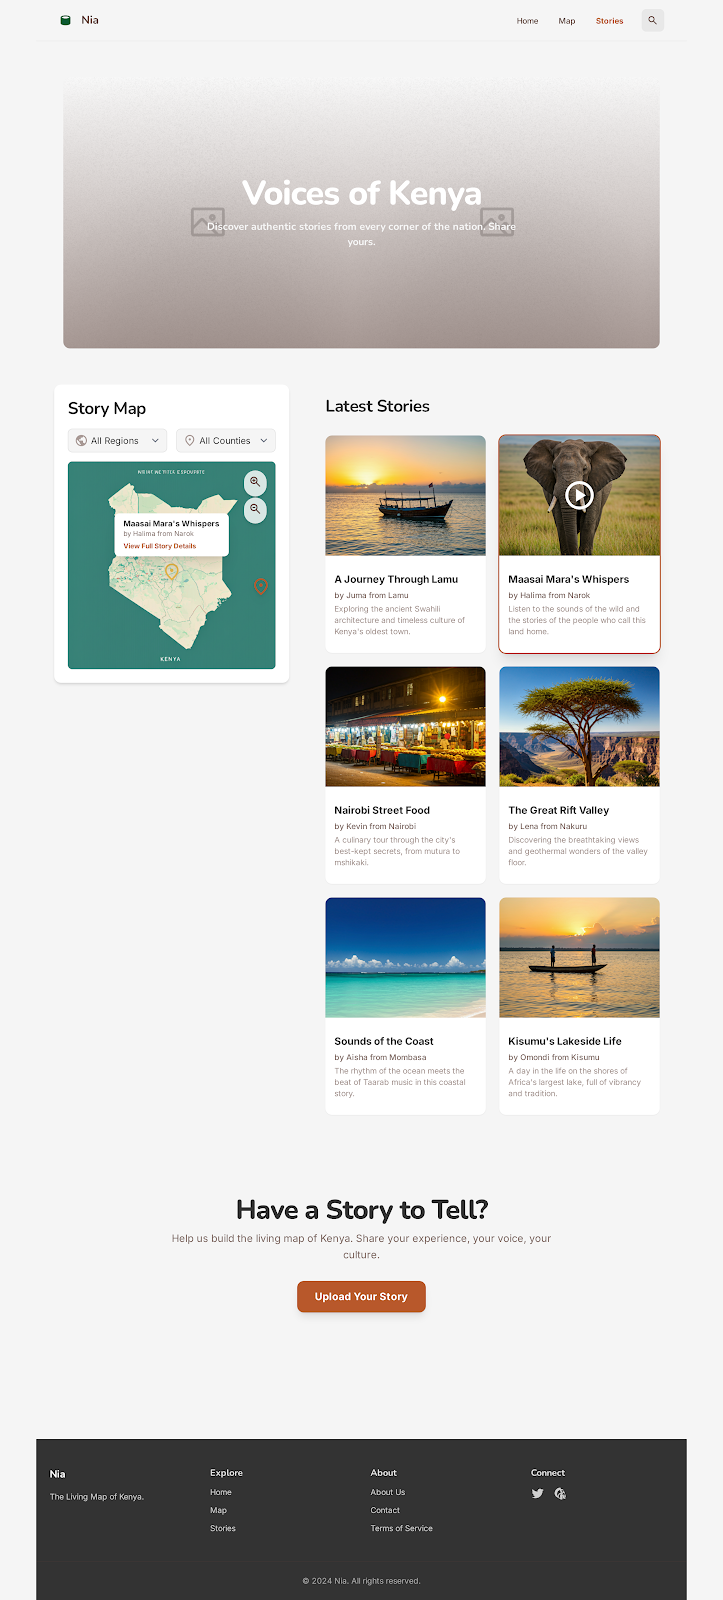 Nia
Home
Map
Stories
Voices of Kenya
Discover authentic stories from every corner of the nation. Share
yours.
Story Map
All Regions
All Counties
Maasai Mara's Whispers
by Halima from Narok
View Full Story Details
KENYA
Latest Stories
A Journey Through Lamu
by Juma from Lamu
Exploring the ancient Swahili
architecture and timeless culture of
Kenya's oldest town.
Maasai Mara's Whispers
by Halima from Narok
Listen to the sounds of the wild and
the stories of the people who call this
land home.
Nairobi Street Food
by Kevin from Nairobi
A culinary tour through the city's
best-kept secrets, from mutura to
mshikaki.
The Great Rift Valley
by Lena from Nakuru
Discovering the breathtaking views
and geothermal wonders of the valley
floor.
Sounds of the Coast
by Aisha from Mombasa
The rhythm of the ocean meets the
beat of Taarab music in this coastal
story.
Kisumu's Lakeside Life
by Omondi from Kisumu
A day in the life on the shores of
Africa's largest lake, full of vibrancy
and tradition.
Have a Story to Tell?
Help us build the living map of Kenya. Share your experience, your voice, your
culture.
Upload Your Story
Nia
The Living Map of Kenya.
Explore
Home
Map
Stories
About
About Us
Contact
Terms of Service
Connect
© 2024 Nia. All rights reserved.